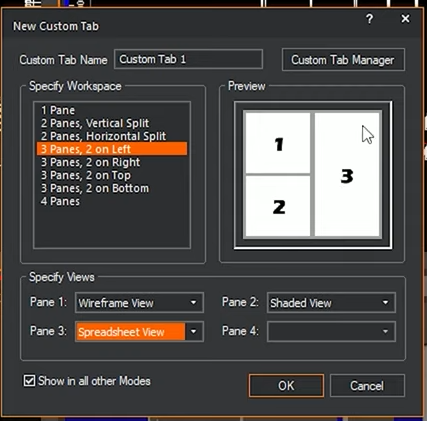 New Custom Tab
? ×
Custom Tab Name Custom Tab 1 Custom Tab Manager
Specify Workspace
1 Pane
2 Panes, Vertical Split
2 Panes, Horizontal Split
3 Panes, 2 on Left
3 Panes, 2 on Right
3 Panes, 2 on Top
3 Panes, 2 on Bottom
4 Panes
Preview
1
2
3
Specify Views
Pane 1: Wireframe View Pane 2: Shaded View
Pane 3: Spreadsheet View Pane 4:
Show in all other Modes OK Cancel